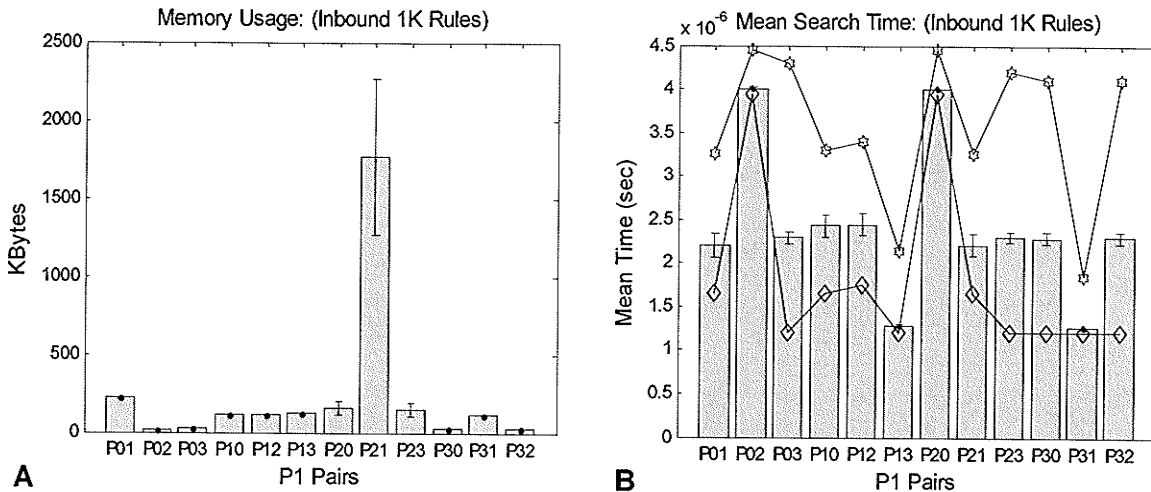 Memory Usage: (Inbound 1K Rules)
2500
2000
1500
1000
500
0
KBytes
P01 P02 P03 P10 P12 P13 P20 P21 P23 P30 P31 P32
P1 Pairs
A
x 10^-6 Mean Search Time: (Inbound 1K Rules)
4.5
4
3.5
3
2.5
2
1.5
1
0.5
0
Mean Time (sec)
P01 P02 P03 P10 P12 P13 P20 P21 P23 P30 P31 P32
P1 Pairs
B